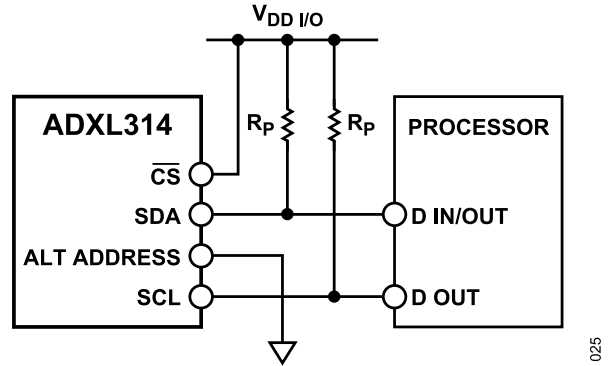 VDD I/O
ADXL314
RP
RP
PROCESSOR
CS
SDA
D IN/OUT
ALT ADDRESS
SCL
D OUT
025